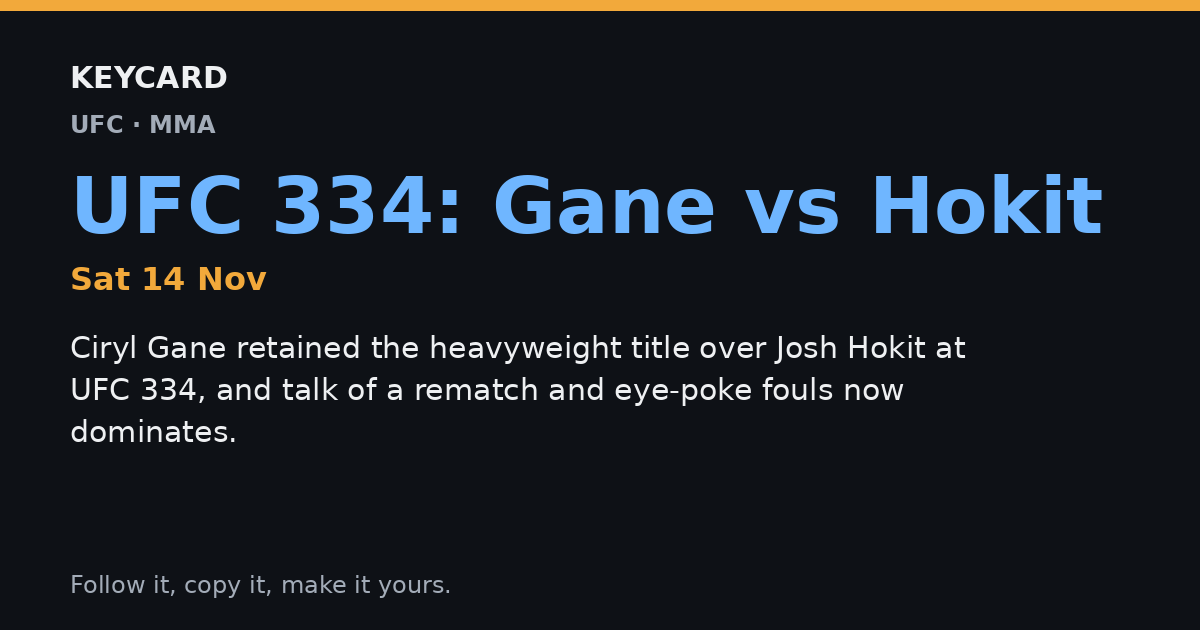 KEYCARD
UFC · MMA
UFC 334: Gane vs Hokit
Sat 14 Nov
Ciryl Gane retained the heavyweight title over Josh Hokit at
UFC 334, and talk of a rematch and eye-poke fouls now
dominates.
Follow it, copy it, make it yours.